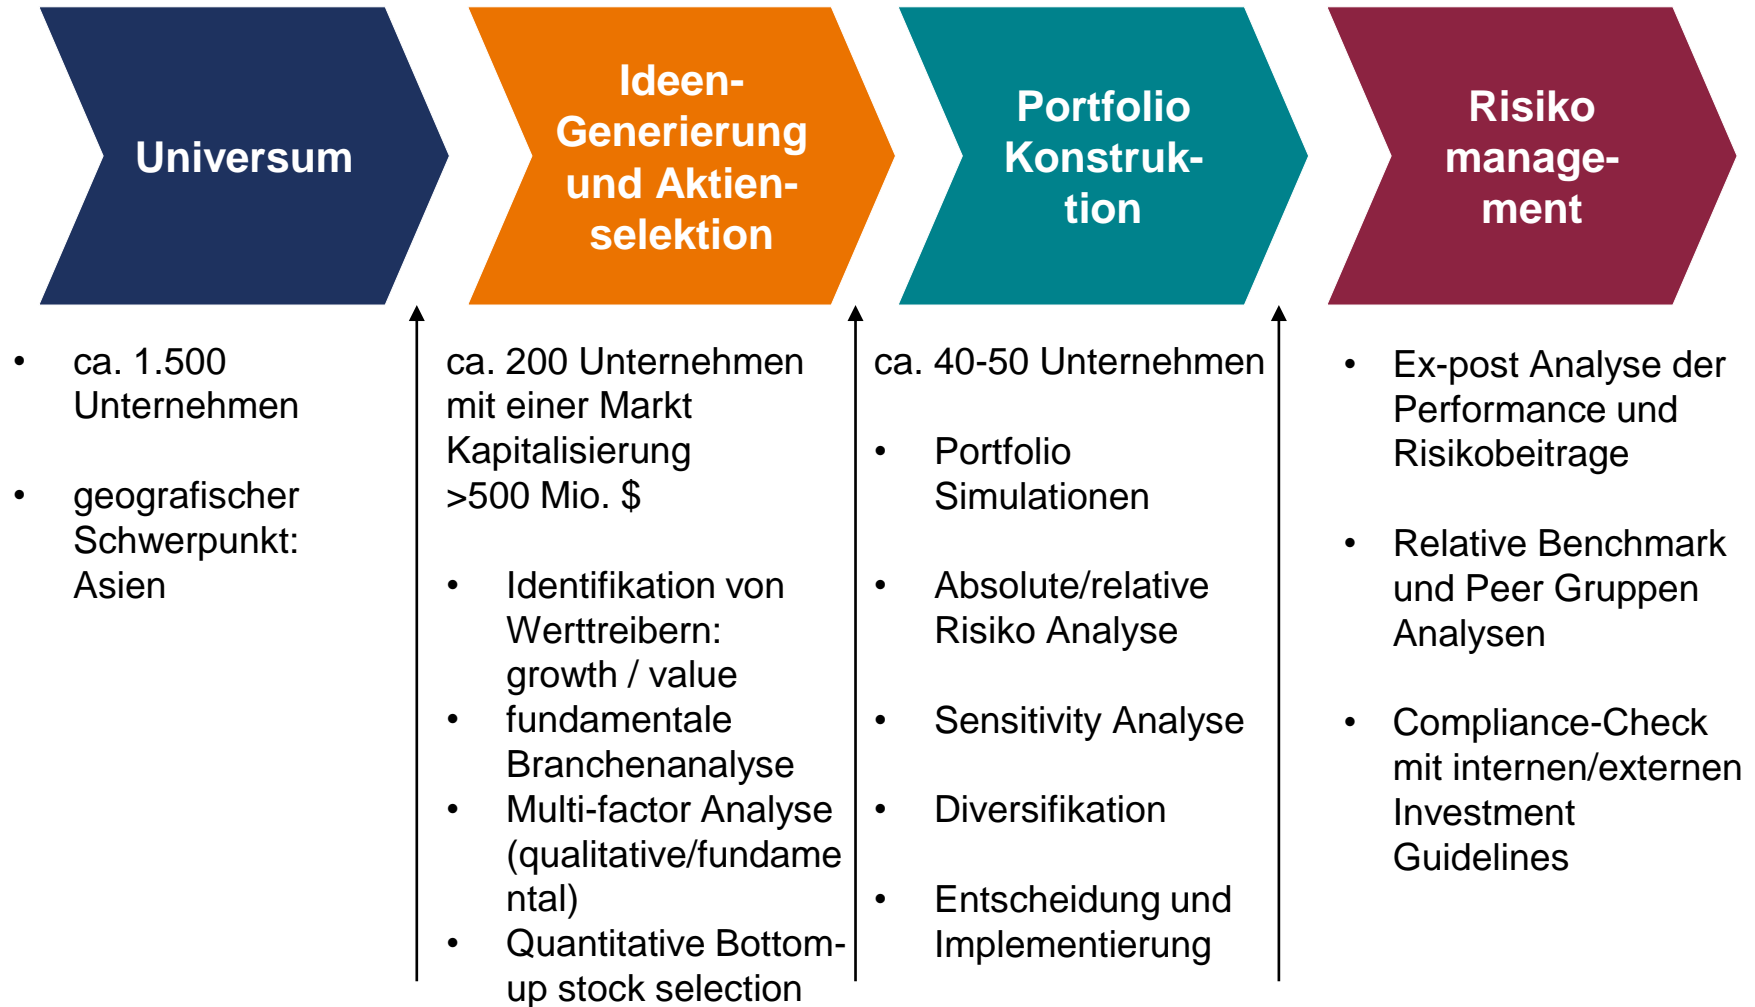 Universum
Ideen-
Generierung
und Aktien-
selektion
Portfolio
Konstruk-
tion
Risiko
manage-
ment
• ca. 1.500
Unternehmen
• geografischer
Schwerpunkt:
Asien
ca. 200 Unternehmen
mit einer Markt
Kapitalisierung
>500 Mio. $
• Identifikation von
Werttreibern:
growth / value
• fundamentale
Branchenanalyse
• Multi-factor Analyse
(qualitative/fundame
ntal)
• Quantitative Bottom-
up stock selection
ca. 40-50 Unternehmen
• Portfolio
Simulationen
• Absolute/relative
Risiko Analyse
• Sensitivity Analyse
• Diversifikation
• Entscheidung und
Implementierung
• Ex-post Analyse der
Performance und
Risikobeitrage
• Relative Benchmark
und Peer Gruppen
Analysen
• Compliance-Check
mit internen/externen
Investment
Guidelines